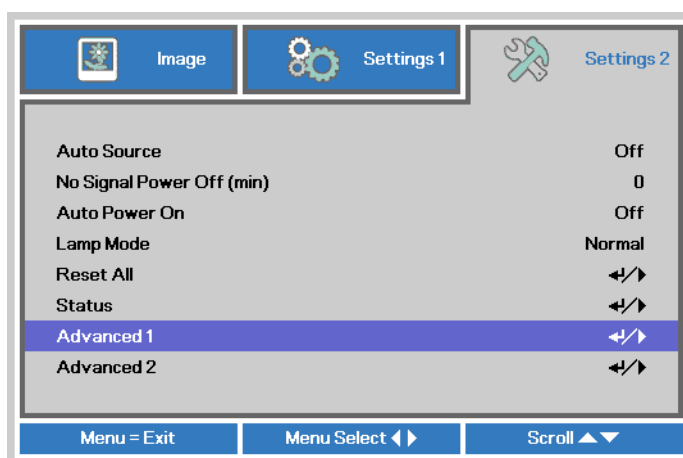 Image Settings 1 Settings 2
Auto Source Off
No Signal Power Off (min) 0
Auto Power On Off
Lamp Mode Normal
Reset All ↵/▶
Status ↵/▶
Advanced 1 ↵/▶
Advanced 2 ↵/▶
Menu = Exit Menu Select ◀ ▶ Scroll ▲ ▼